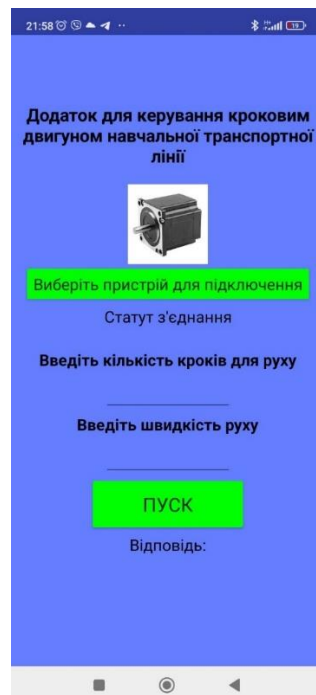 21:58
19
Додаток для керування кроковим
двигуном навчальної транспортної
лінії
Виберіть пристрій для підключення
Статут з'єднання
Введіть кількість кроків для руху
Введіть швидкість руху
ПУСК
Відповідь: